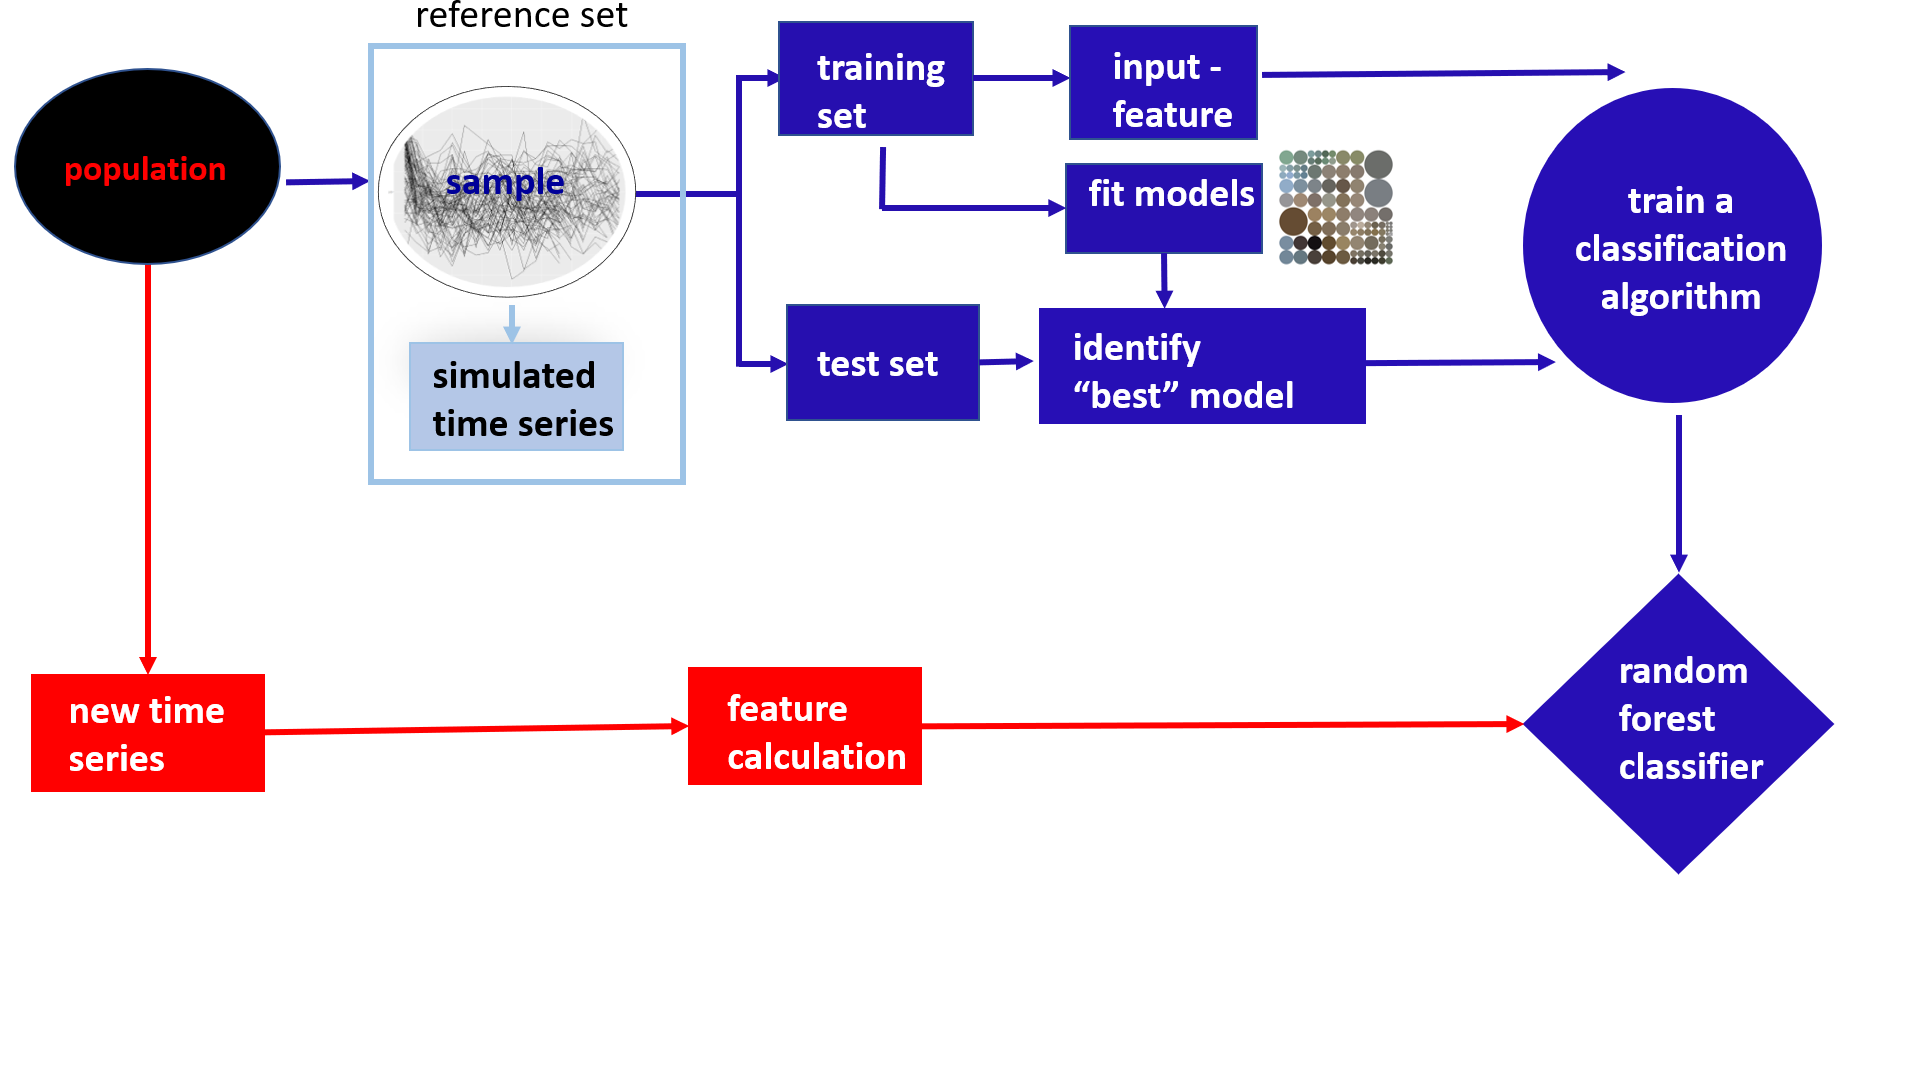 reference set
population
sample
simulated
time series
training
set
input -
feature
fit models
test set
identify
“best” model
train a
classification
algorithm
new time
series
feature
calculation
random
forest
classifier